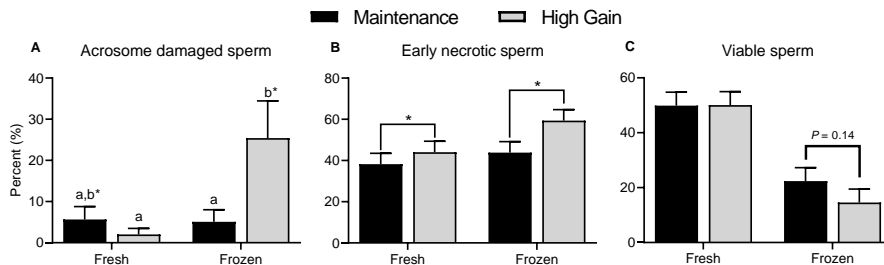 Maintenance High Gain
A Acrosome damaged sperm
Percent (%)
40
30
20
10
0
a,b*
a
a
b*
Fresh Frozen
B Early necrotic sperm
80
60
40
20
0
*
*
Fresh Frozen
C Viable sperm
60
40
20
0
P = 0.14
Fresh Frozen